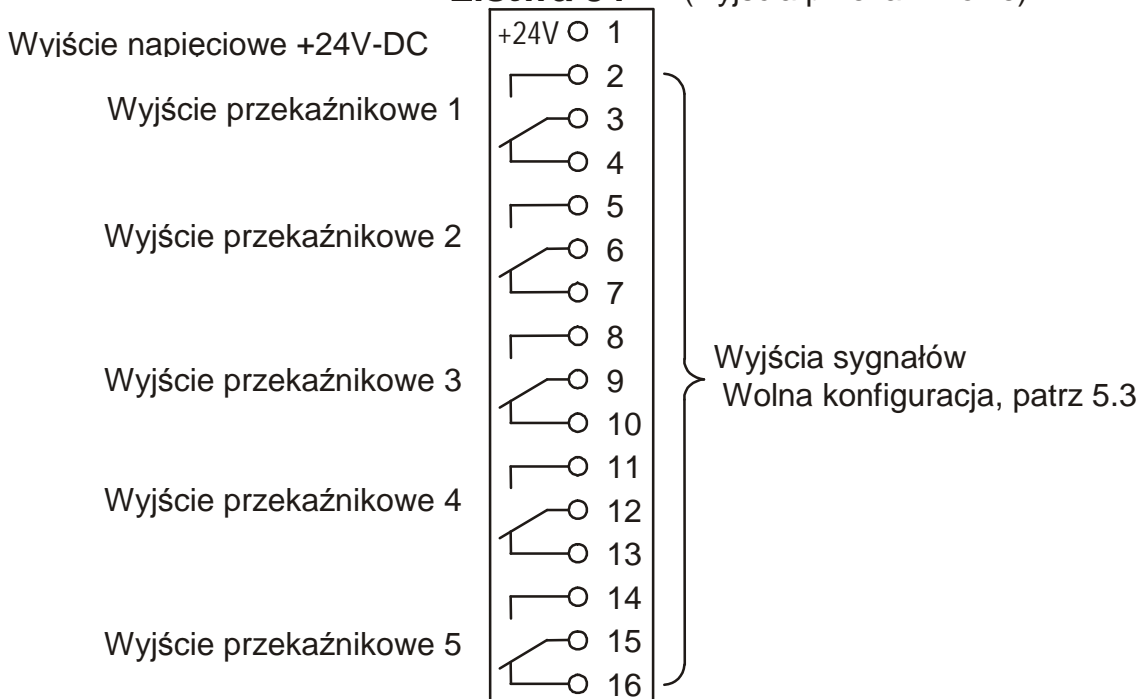 (wyjścia przekaźnikowe)
Wyjście napięciowe +24V-DC
+24V 1
2
Wyjście przekaźnikowe 1
3
4
5
Wyjście przekaźnikowe 2
6
7
8
Wyjście przekaźnikowe 3
9
10
Wyjścia sygnałów
Wolna konfiguracja, patrz 5.3
11
Wyjście przekaźnikowe 4
12
13
14
Wyjście przekaźnikowe 5
15
16